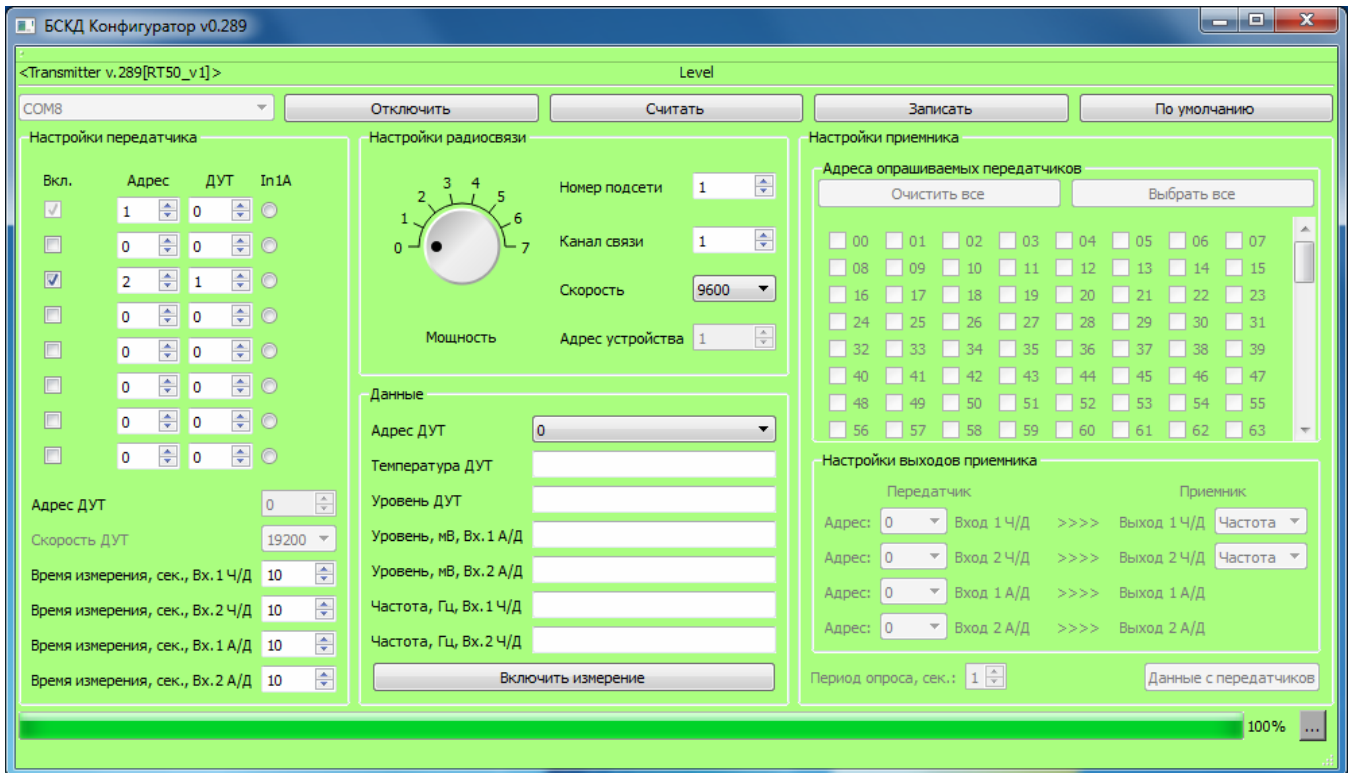 БСКД Конфигуратор v0.289
<Transmitter v.289[RT50_v1]> Level
COM8 Отключить Считать Записать По умолчанию
Настройки передатчика
Вкл. Адрес ДУТ In1A
1 0
0 0
2 1
0 0
0 0
0 0
0 0
0 0
Адрес ДУТ 0
Скорость ДУТ 19200
Время измерения, сек., Вх.1 Ч/Д 10
Время измерения, сек., Вх.2 Ч/Д 10
Время измерения, сек., Вх.1 А/Д 10
Время измерения, сек., Вх.2 А/Д 10
Настройки радиосвязи
0 1 2 3 4 5 6 7
Мощность
Номер подсети 1
Канал связи 1
Скорость 9600
Адрес устройства 1
Данные
Адрес ДУТ 0
Температура ДУТ
Уровень ДУТ
Уровень, мВ, Вх.1 А/Д
Уровень, мВ, Вх.2 А/Д
Частота, Гц, Вх.1 Ч/Д
Частота, Гц, Вх.2 Ч/Д
Включить измерение
Настройки приемника
Адреса опрашиваемых передатчиков
Очистить все Выбрать все
00 01 02 03 04 05 06 07
08 09 10 11 12 13 14 15
16 17 18 19 20 21 22 23
24 25 26 27 28 29 30 31
32 33 34 35 36 37 38 39
40 41 42 43 44 45 46 47
48 49 50 51 52 53 54 55
56 57 58 59 60 61 62 63
Настройки выходов приемника
Передатчик Приемник
Адрес: 0 Вход 1 Ч/Д >>>> Выход 1 Ч/Д Частота
Адрес: 0 Вход 2 Ч/Д >>>> Выход 2 Ч/Д Частота
Адрес: 0 Вход 1 А/Д >>>> Выход 1 А/Д
Адрес: 0 Вход 2 А/Д >>>> Выход 2 А/Д
Период опроса, сек.: 1 Данные с передатчиков
100% ...